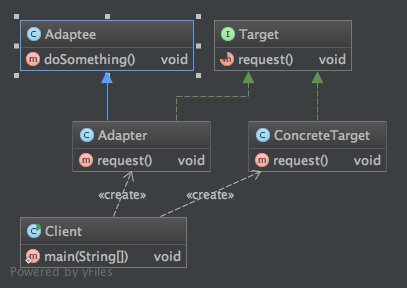 C Adaptee
m doSomething() void
I Target
m request() void
C Adapter
m request() void
C ConcreteTarget
m request() void
«create»
«create»
C Client
m main(String[]) void
Powered by yFiles